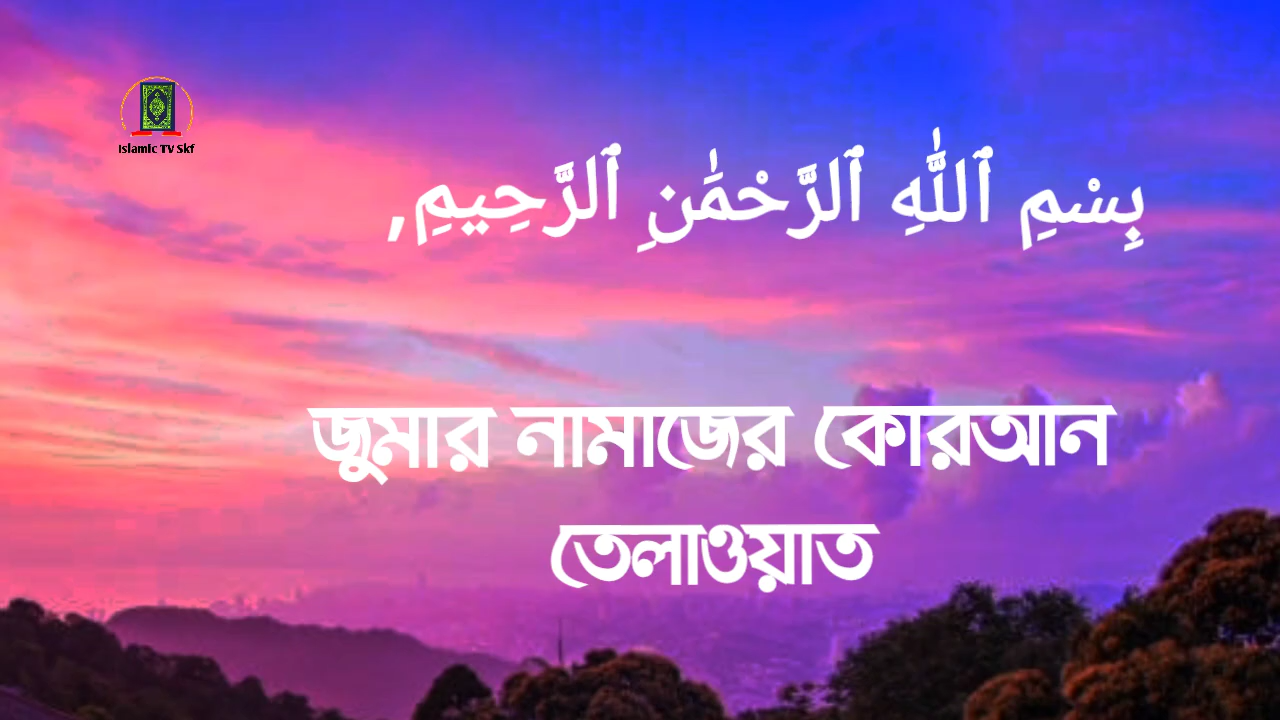 Islamic TV Skf
بِسْمِ ٱللَّٰهِ ٱلرَّحْمَٰنِ ٱلرَّحِيمِ,
জুমার নামাজের কোরআন
তেলাওয়াত